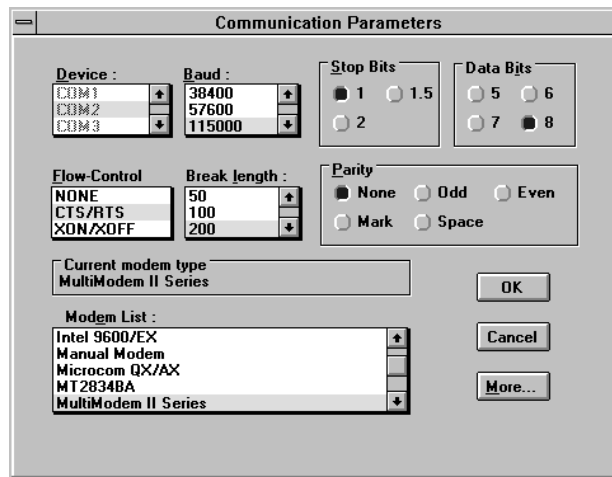 Communication Parameters
Device :
COM1
COM2
COM3
Baud :
38400
57600
115000
Stop Bits
1 1.5
2
Data Bits
5 6
7 8
Flow-Control
NONE
CTS/RTS
XON/XOFF
Break length :
50
100
200
Parity
None Odd Even
Mark Space
Current modem type
MultiModem II Series
Modem List :
Intel 9600/EX
Manual Modem
Microcom QX/AX
MT2834BA
MultiModem II Series
OK
Cancel
More...